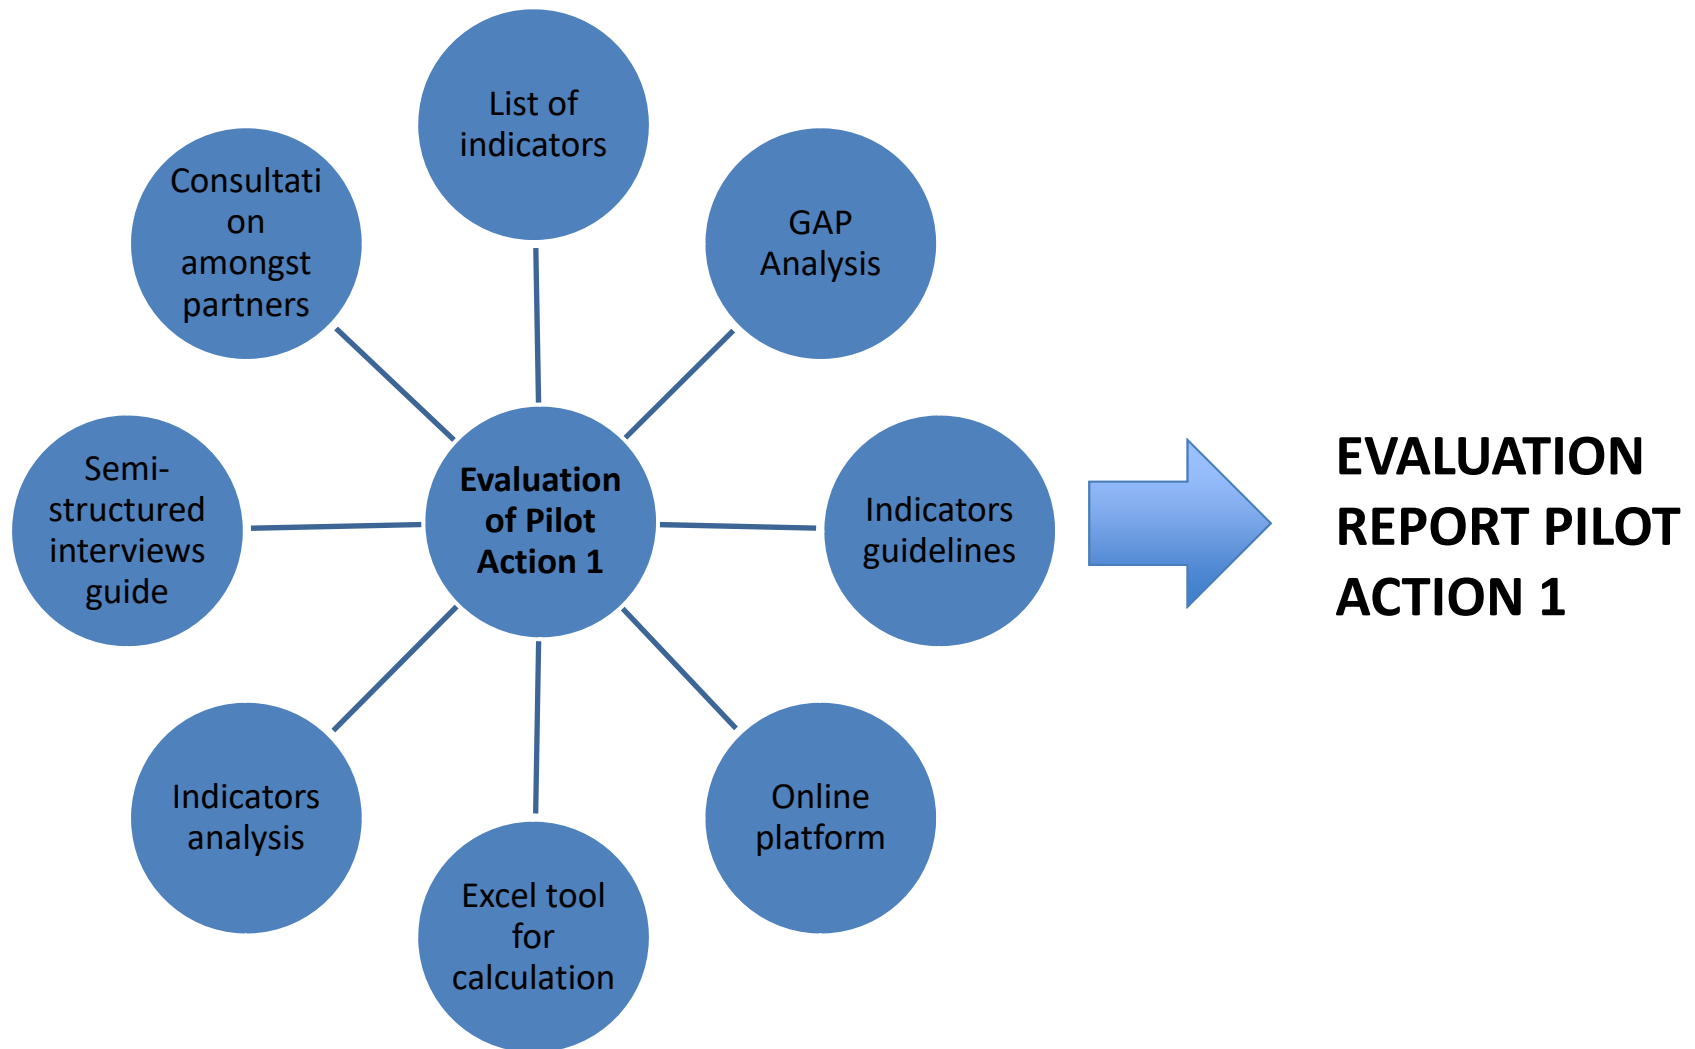 List of
indicators
GAP
Analysis
Indicators
guidelines
Online
platform
Excel tool
for
calculation
Indicators
analysis
Semi-
structured
interviews
guide
Consultati
on
amongst
partners
Evaluation
of Pilot
Action 1
EVALUATION
REPORT PILOT
ACTION 1